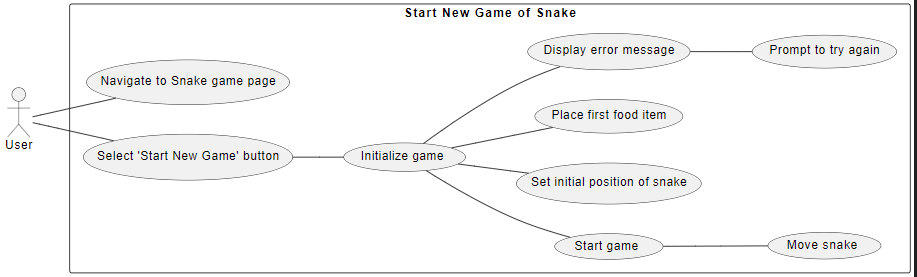 Start New Game of Snake
Display error message
Prompt to try again
Navigate to Snake game page
Place first food item
User
Select 'Start New Game' button
Initialize game
Set initial position of snake
Start game
Move snake